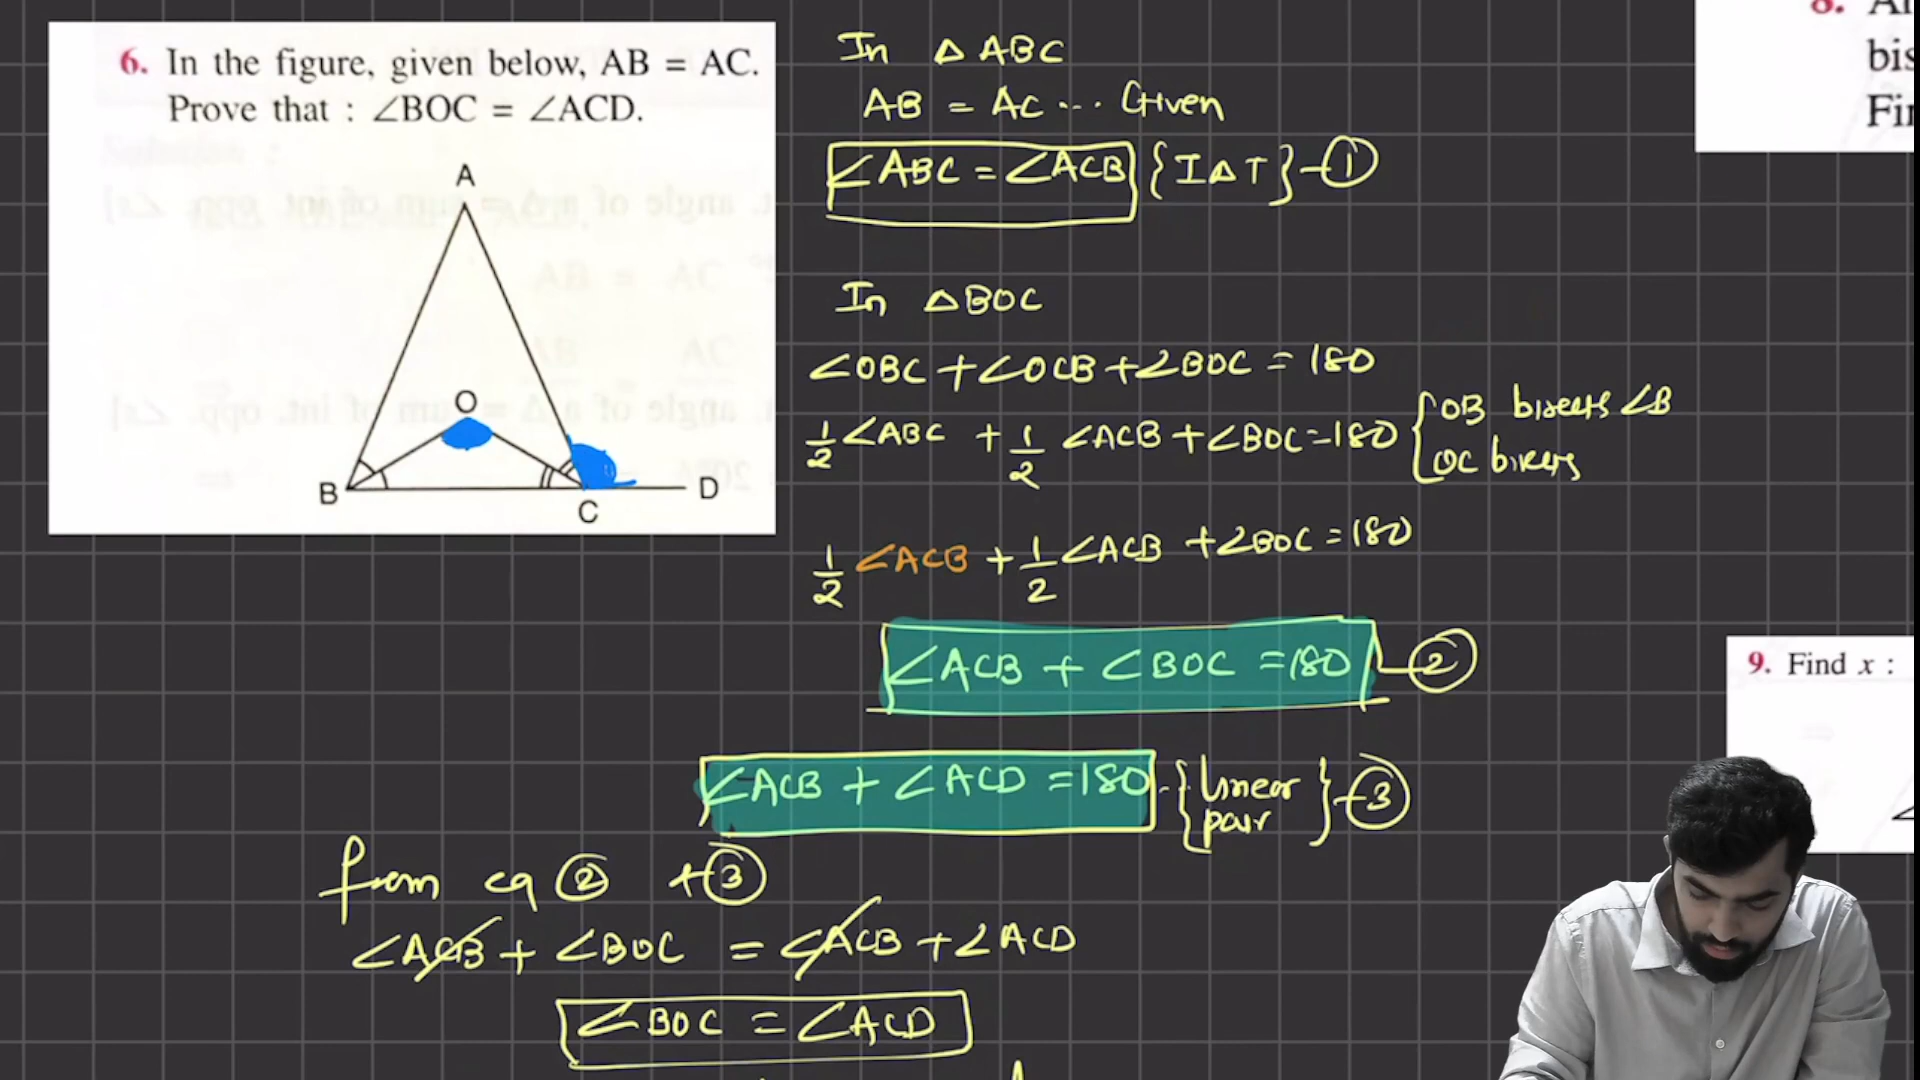 6. In the figure, given below, AB = AC.
Prove that : ∠BOC = ∠ACD.
A
O
B
C
D
In △ABC
AB = AC ... Given
∠ABC = ∠ACB {I△T} - ①
In △BOC
∠OBC + ∠OCB + ∠BOC = 180
1/2 ∠ABC + 1/2 ∠ACB + ∠BOC = 180 {OB bisects ∠B
OC bisects
1/2 ∠ACB + 1/2 ∠ACB + ∠BOC = 180
∠ACB + ∠BOC = 180 - ②
∠ACB + ∠ACD = 180 - {linear pair} - ③
from eq ② + ③
∠ACB + ∠BOC = ∠ACB + ∠ACD
∠BOC = ∠ACD
8.
bis
Fin
9. Find x :